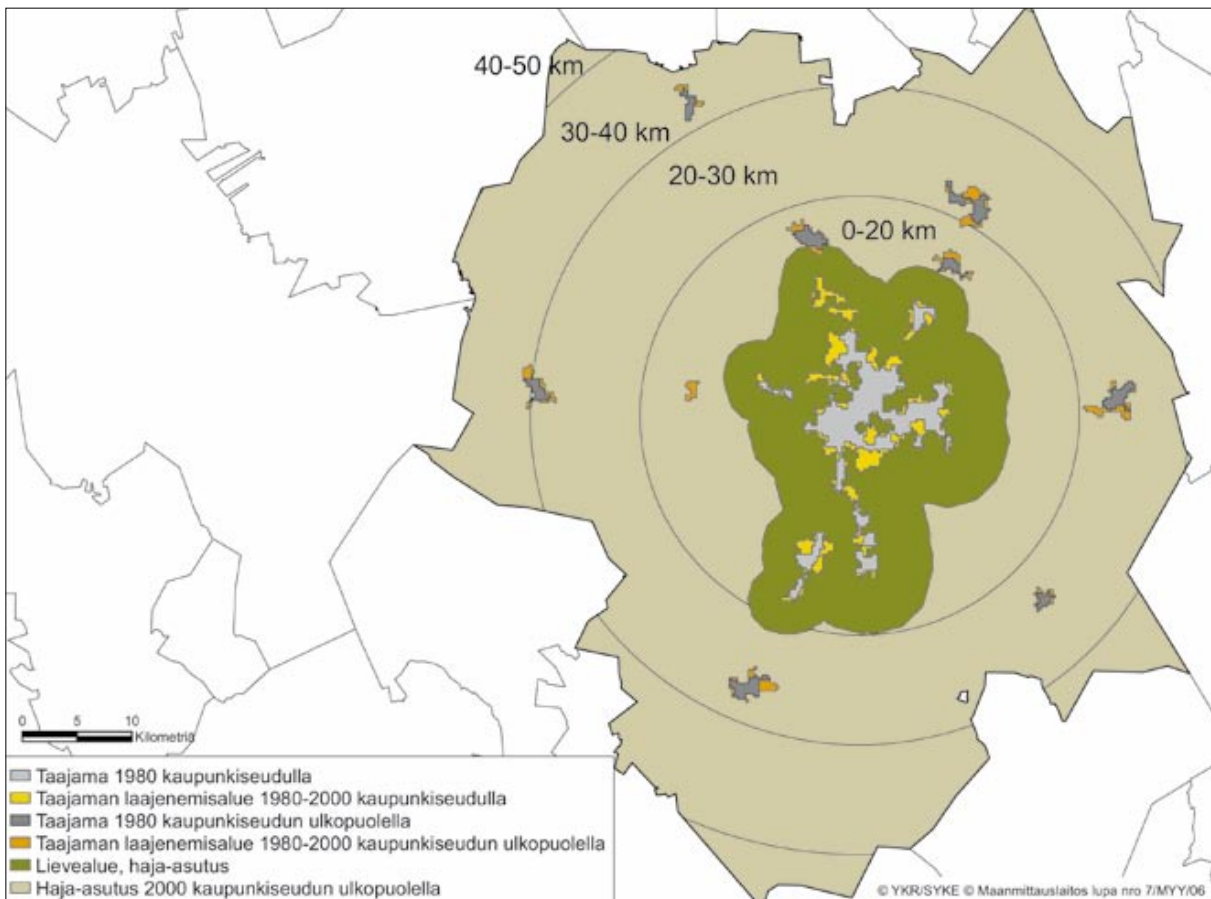 40-50 km
30-40 km
20-30 km
0-20 km
0 5 10
Kilometriä
Taajama 1980 kaupunkiseudulla
Taajaman laajenemisalue 1980-2000 kaupunkiseudulla
Taajama 1980 kaupunkiseudun ulkopuolella
Taajaman laajenemisalue 1980-2000 kaupunkiseudun ulkopuolella
Lievealue, haja-asutus
Haja-asutus 2000 kaupunkiseudun ulkopuolella
© YKR/SYKE © Maanmittauslaitos lupa nro 7/MYY/06